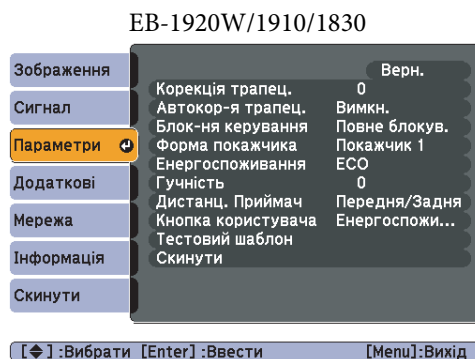 EB-1920W/1910/1830
Зображення
Сигнал
Параметри
Додаткові
Мережа
Інформація
Скинути
Верн.
Корекція трапец. 0
Автокор-я трапец. Вимкн.
Блок-ня керування Повне блокув.
Форма покажчика Покажчик 1
Енергоспоживання ECO
Гучність 0
Дистанц. Приймач Передня/Задня
Кнопка користувача Енергоспожи...
Тестовий шаблон
Скинути
[◆] :Вибрати [Enter] :Ввести [Menu]:Вихід